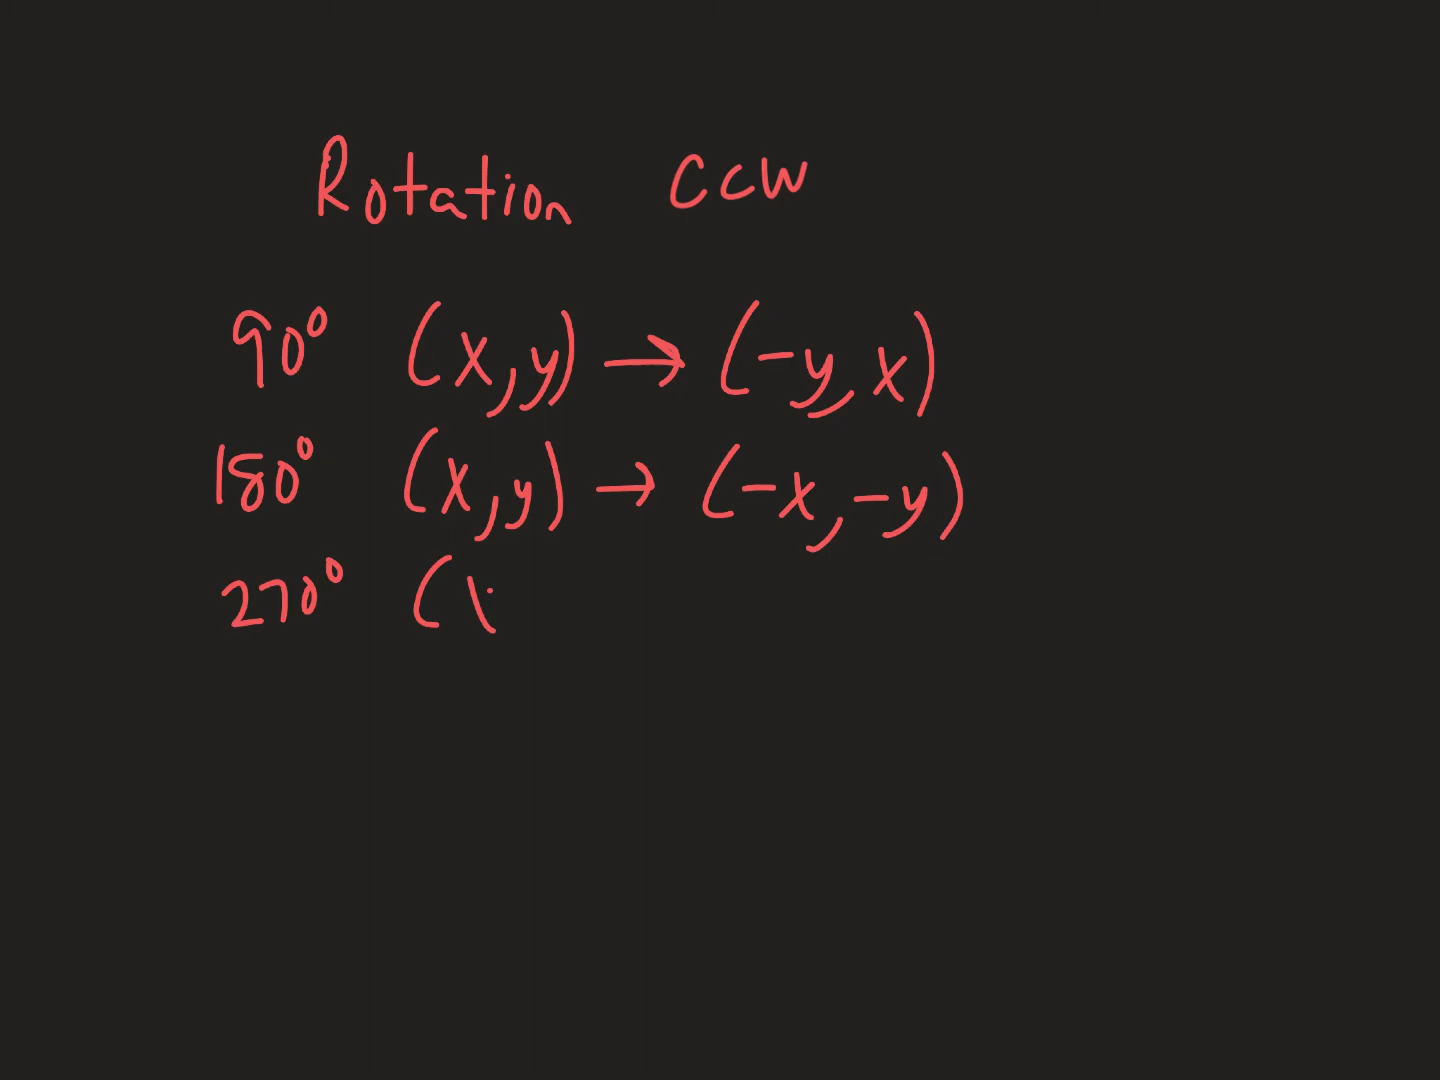 Rotation CCW
90° (x,y) → (-y, x)
180° (x,y) → (-x, -y)
270° (